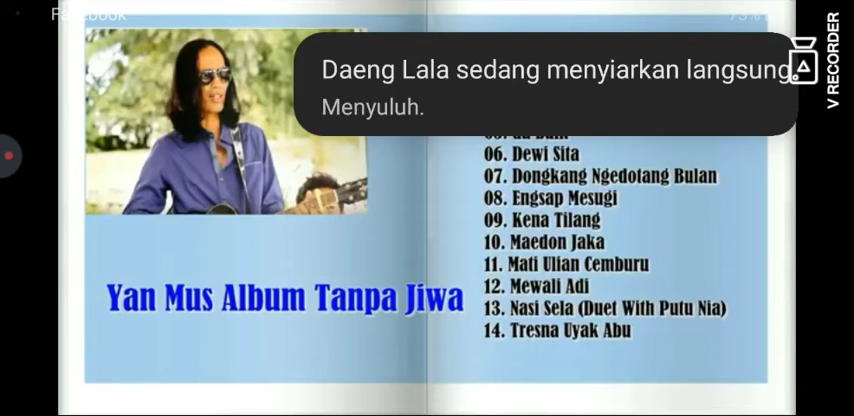 Facebook
Daeng Lala sedang menyiarkan langsung
Menyuluh.
V RECORDER
06. Dewi Sita
07. Dongkang Ngedotang Bulan
08. Engsap Mesugi
09. Kena Tilang
10. Maedon Jaka
11. Mati Ulian Cemburu
12. Mewali Adi
13. Nasi Sela (Duet With Putu Nia)
14. Tresna Uyak Abu
Yan Mus Album Tanpa Jiwa